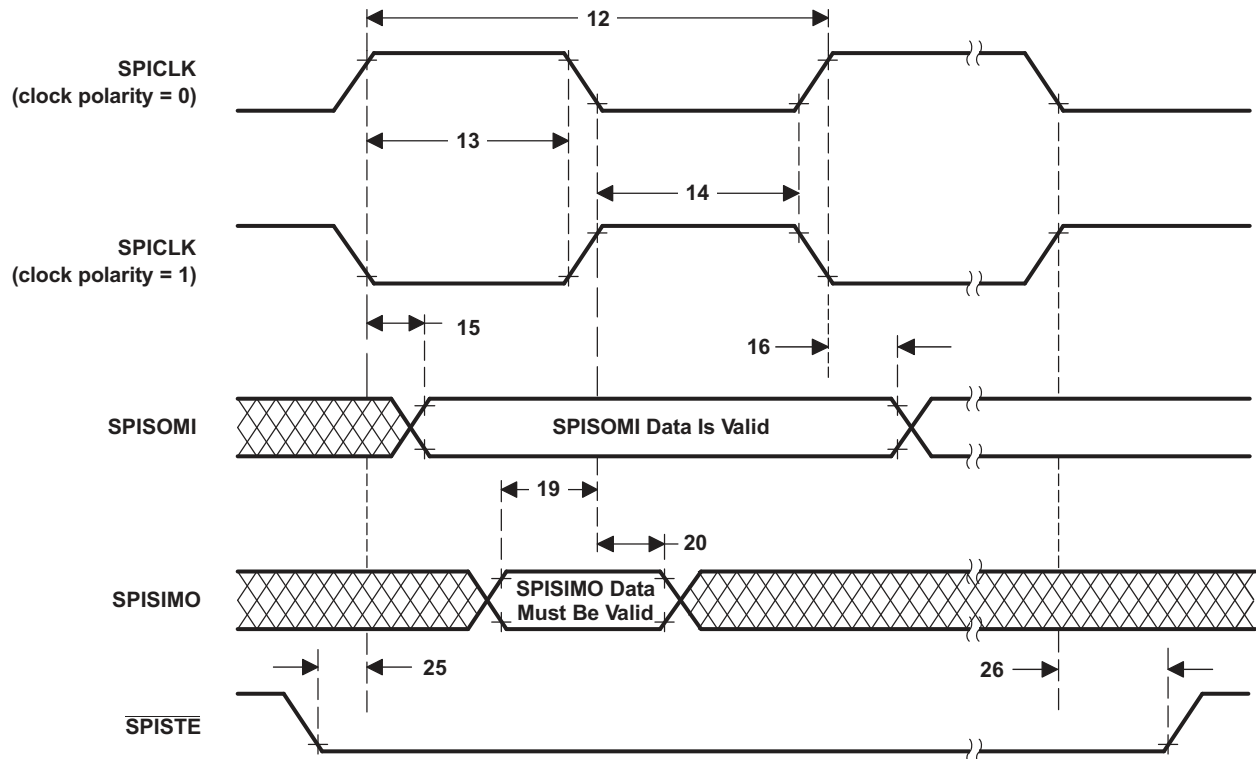 12
SPICLK
(clock polarity = 0)
13
14
SPICLK
(clock polarity = 1)
15
16
SPISOMI
SPISOMI Data Is Valid
19
20
SPISIMO
SPISIMO Data
Must Be Valid
25
26
SPISTE